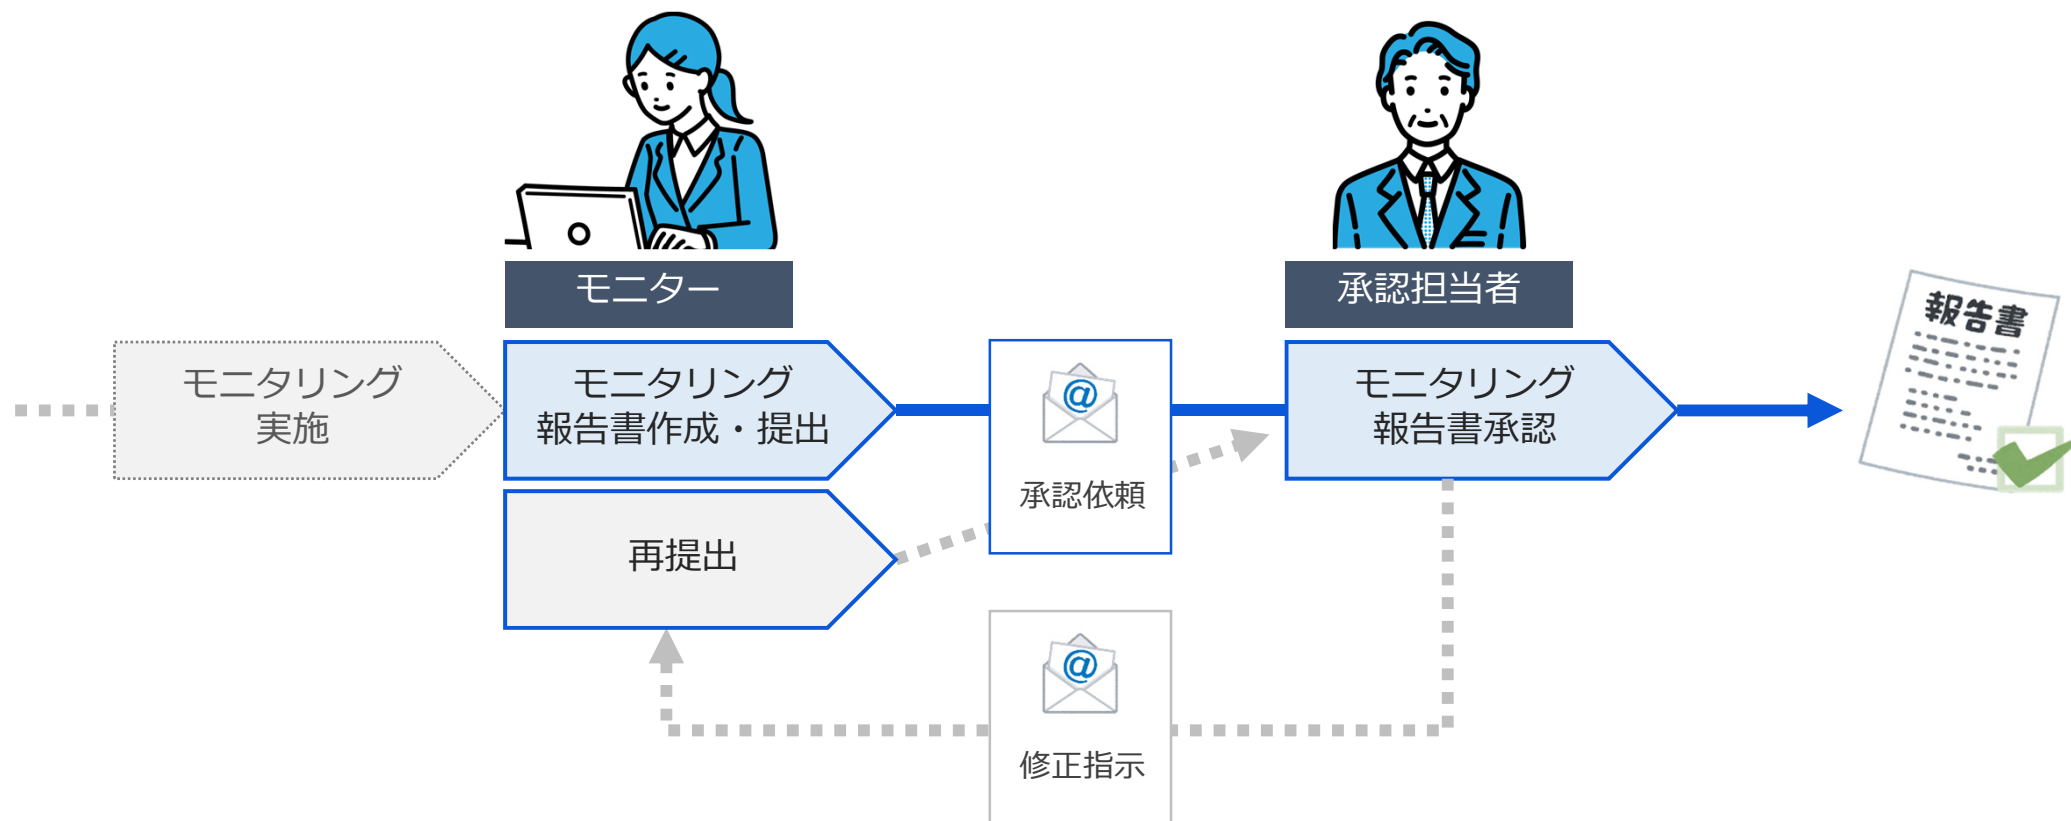 モニター
承認担当者
報告書
モニタリング
実施
モニタリング
報告書作成・提出
@
承認依頼
モニタリング
報告書承認
再提出
@
修正指示